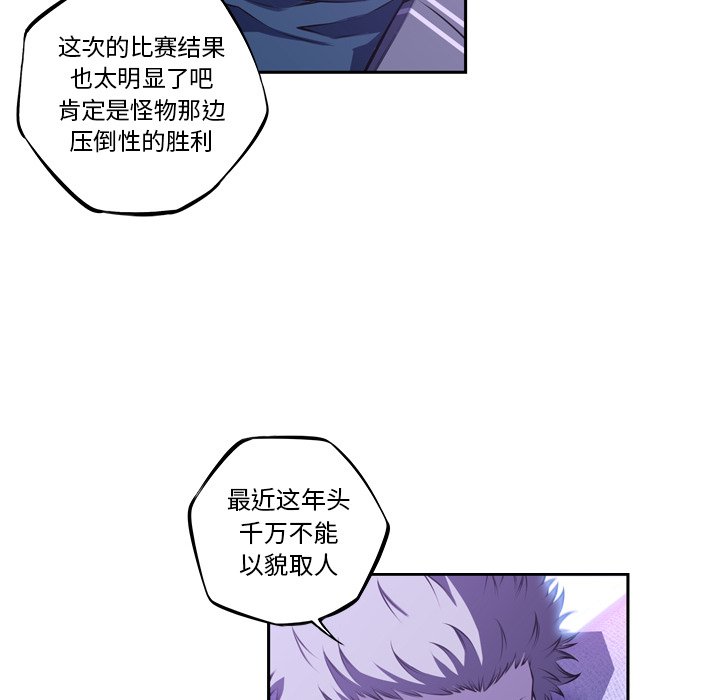 这次的比赛结果
也太明显了吧
肯定是怪物那边
压倒性的胜利
最近这年头
千万不能
以貌取人